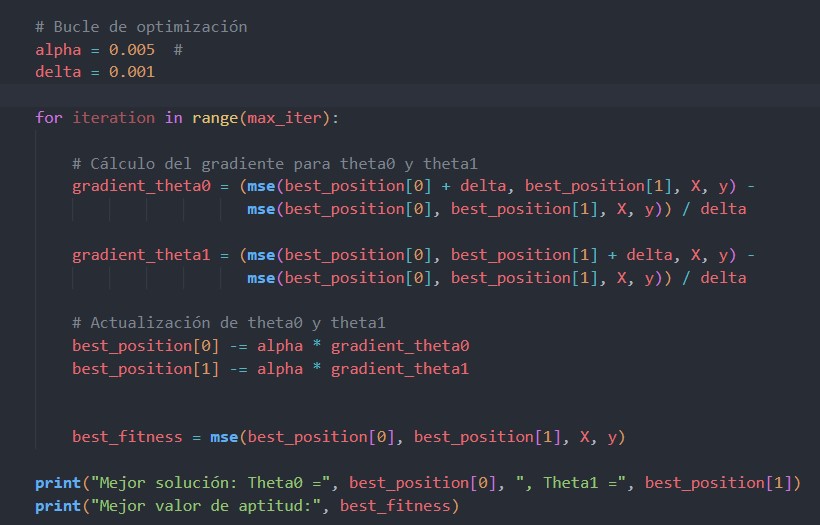 # Bucle de optimización
alpha = 0.005  #
delta = 0.001
for iteration in range(max_iter):
# Cálculo del gradiente para theta0 y theta1
gradient_theta0 = (mse(best_position[0] + delta, best_position[1], X, y) -
mse(best_position[0], best_position[1], X, y)) / delta
gradient_theta1 = (mse(best_position[0], best_position[1] + delta, X, y) -
mse(best_position[0], best_position[1], X, y)) / delta
# Actualización de theta0 y theta1
best_position[0] -= alpha * gradient_theta0
best_position[1] -= alpha * gradient_theta1
best_fitness = mse(best_position[0], best_position[1], X, y)
print("Mejor solución: Theta0 =", best_position[0], ", Theta1 =", best_position[1])
print("Mejor valor de aptitud:", best_fitness)